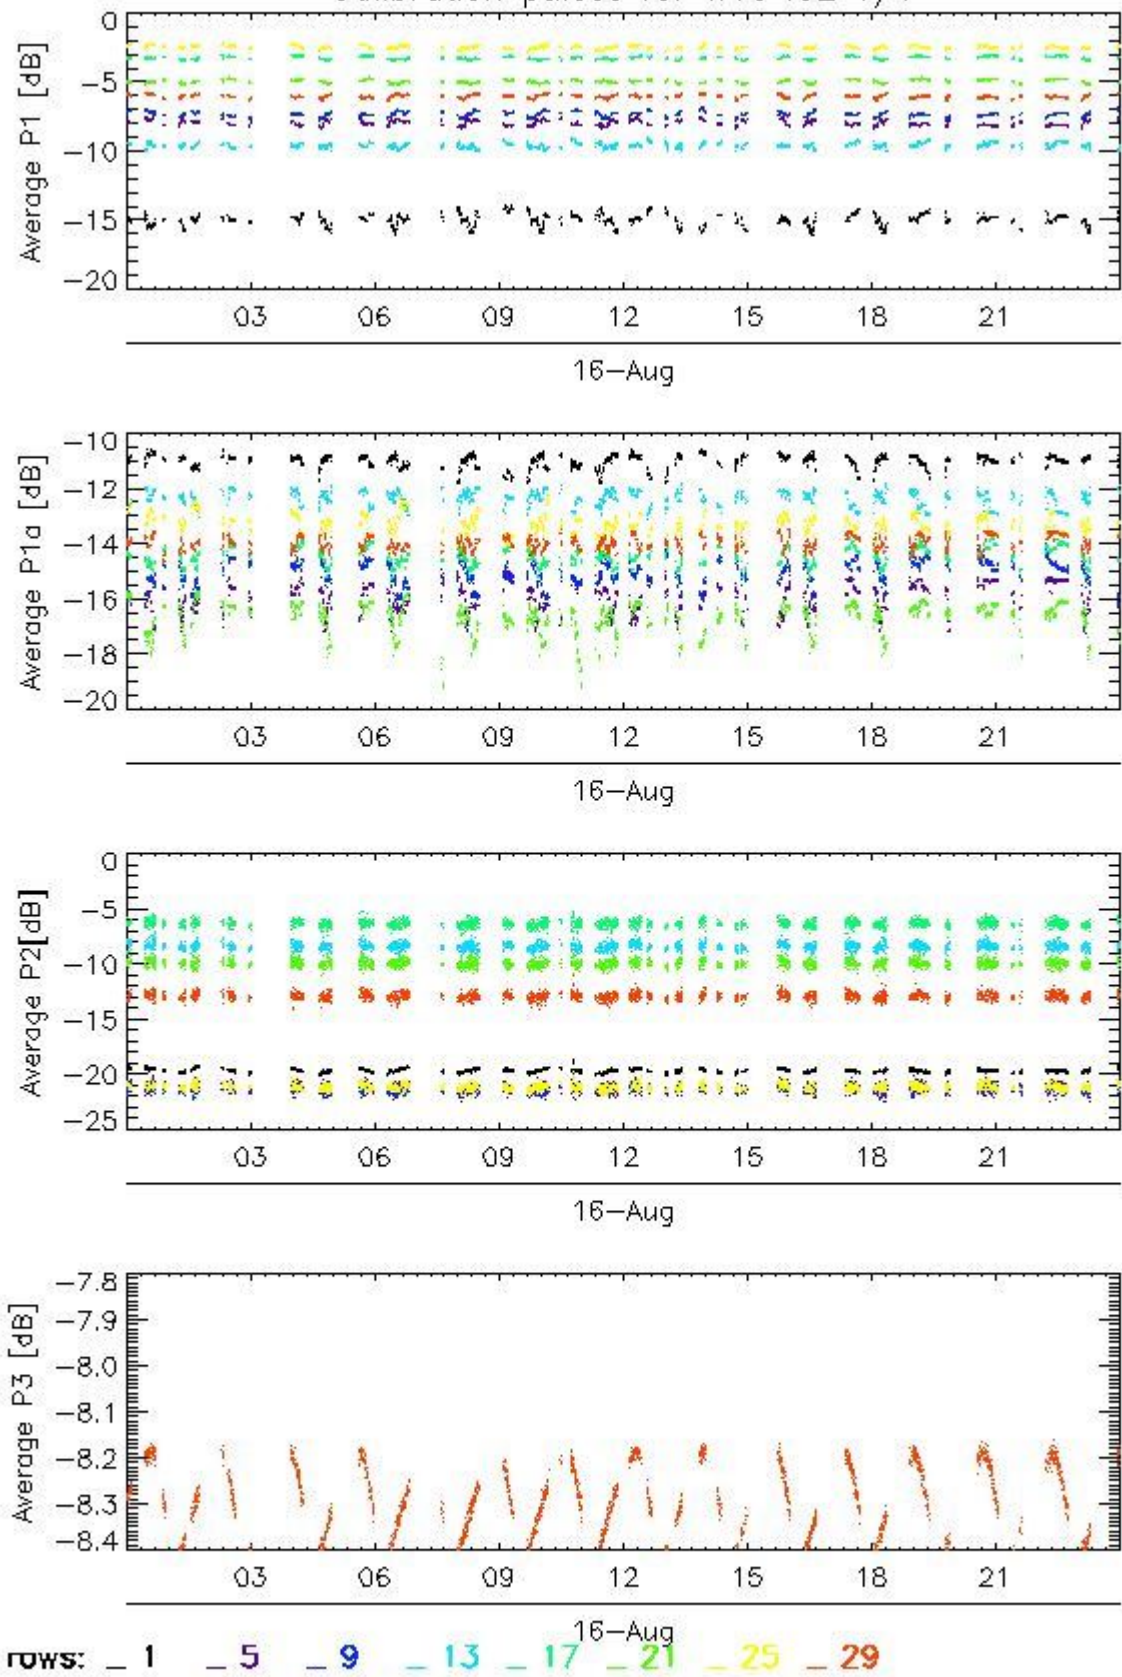 Average P1 [dB]
0
−5
−10
−15
−20
03 06 09 12 15 18 21
16−Aug
Average P1a [dB]
−10
−12
−14
−16
−18
−20
03 06 09 12 15 18 21
16−Aug
Average P2[dB]
0
−5
−10
−15
−20
−25
03 06 09 12 15 18 21
16−Aug
Average P3 [dB]
−7.8
−7.9
−8.0
−8.1
−8.2
−8.3
−8.4
03 06 09 12 15 18 21
16−Aug
rows: _ 1 _ 5 _ 9 _ 13 _ 17 _ 21 _ 25 _ 29